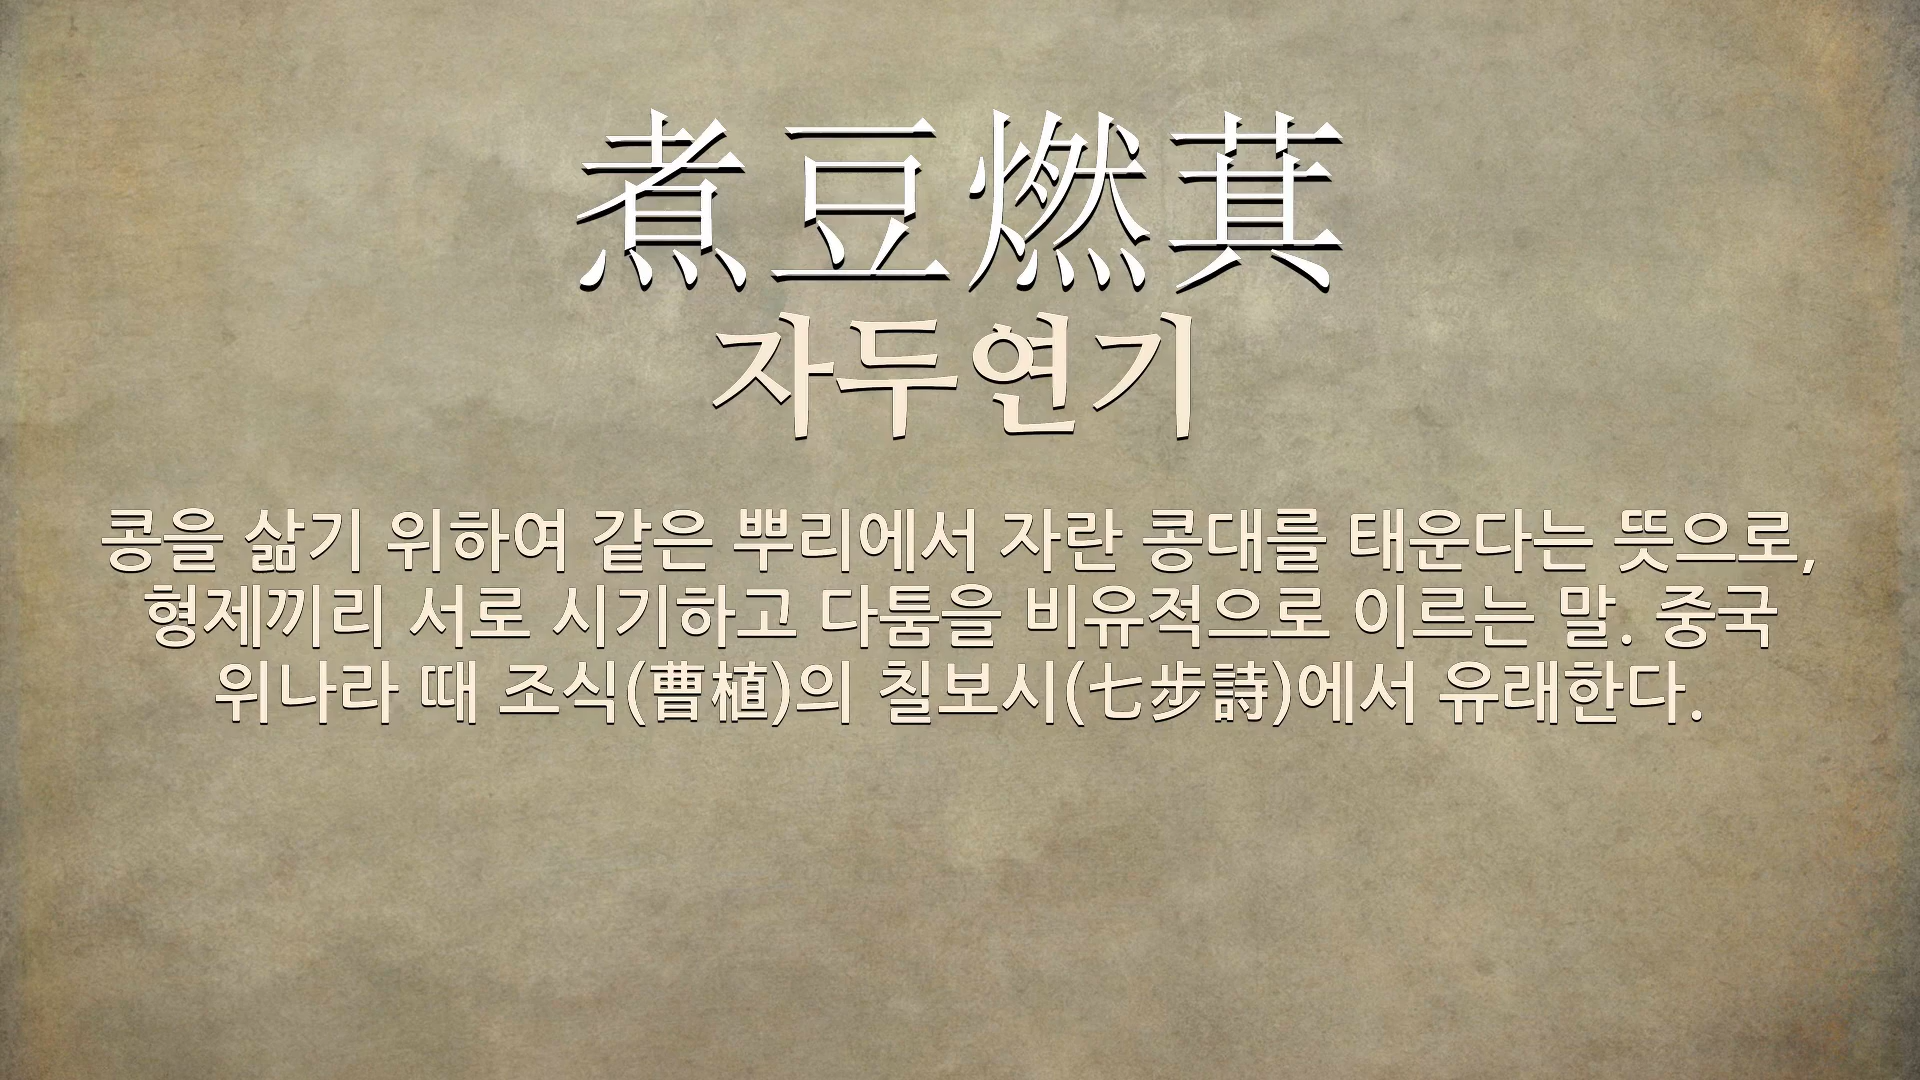 煮豆燃萁
자두연기
콩을 삶기 위하여 같은 뿌리에서 자란 콩대를 태운다는 뜻으로,
형제끼리 서로 시기하고 다툼을 비유적으로 이르는 말. 중국
위나라 때 조식(曹植)의 칠보시(七步詩)에서 유래한다.